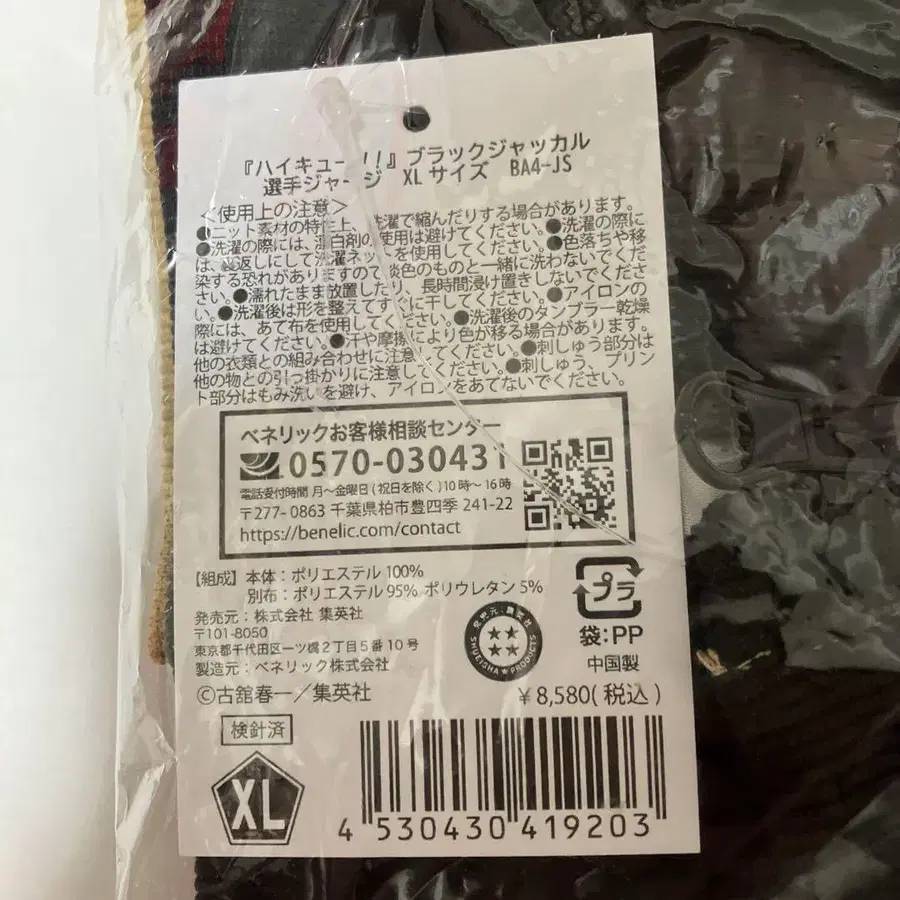 『ハイキュー!!』ブラックジャッカル
選手ジャージ XLサイズ BA4-JS
＜使用上の注意＞
●ニット素材の特性上、洗濯で縮んだりする場合があります。
●洗濯の際には、漂白剤の使用は避けてください。●洗濯の際に
は、裏返しにして洗濯ネットを使用してください。●色落ちや移
染する恐れがありますので、淡色のものと一緒に洗わないでくだ
さい。●濡れたまま放置したり、長時間浸け置きしないでくださ
い。●洗濯後は形を整えてすぐに干してください。●アイロンの
際には、あて布を使用してください。●洗濯後のタンブラー乾燥
は避けてください。●汗や摩擦により色が移る場合があります。
他の衣類との組み合わせに注意してください。●刺しゅう部分は
他の物との引っ掛かりに注意してください。●刺しゅう、プリン
ト部分はもみ洗いを避け、アイロンをあてないでください。
ベネリックお客様相談センター
0570-030431
電話受付時間 月～金曜日(祝日を除く)10時～16時
〒277-0863 千葉県柏市豊四季 241-22
https://benelic.com/contact
【組成】本体：ポリエステル 100%
別布：ポリエステル 95% ポリウレタン 5%
発売元：株式会社 集英社
〒101-8050
東京都千代田区一ツ橋２丁目５番１０号
製造元：ベネリック株式会社
©古舘春一／集英社
発売元：集英社
SHUEISHA PRODUCTS
プラ
袋：PP
中国製
￥8,580(税込)
検針済
XL
4 530430 419203